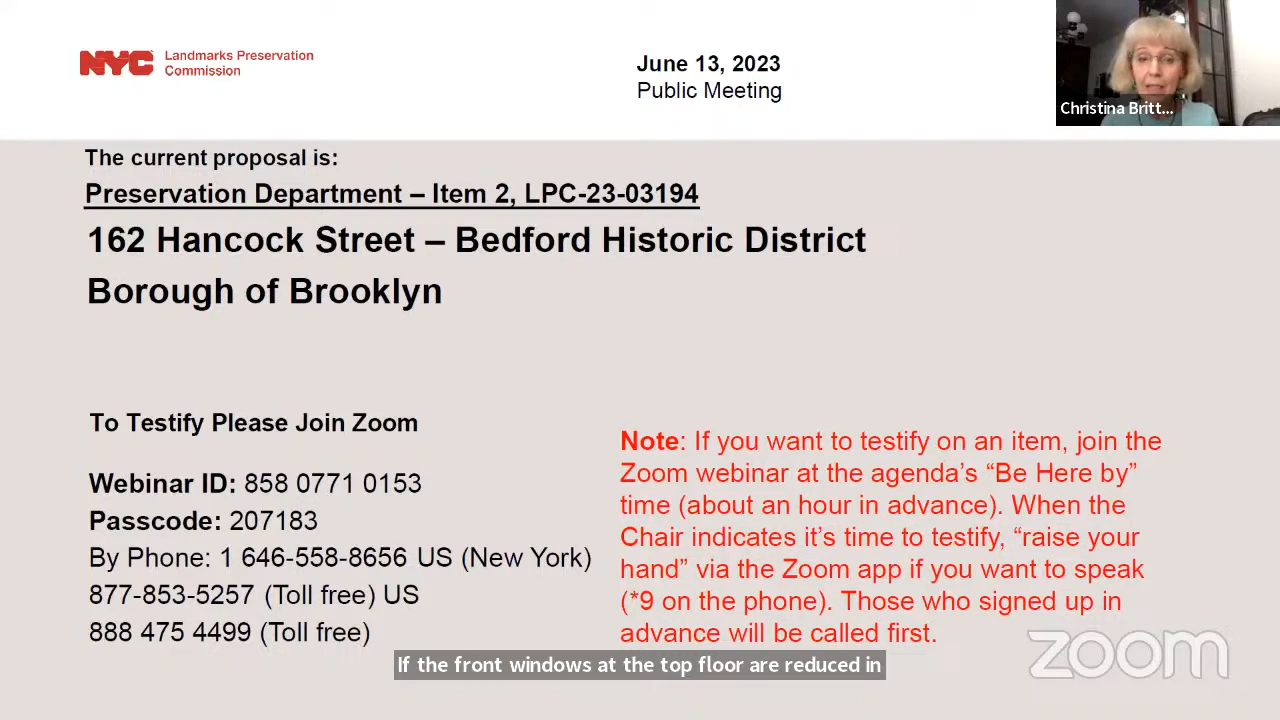 NYC Landmarks Preservation
Commission
June 13, 2023
Public Meeting
Christina Britt...
The current proposal is:
Preservation Department – Item 2, LPC-23-03194
162 Hancock Street – Bedford Historic District
Borough of Brooklyn
To Testify Please Join Zoom
Webinar ID: 858 0771 0153
Passcode: 207183
By Phone: 1 646-558-8656 US (New York)
877-853-5257 (Toll free) US
888 475 4499 (Toll free)
Note: If you want to testify on an item, join the
Zoom webinar at the agenda’s “Be Here by”
time (about an hour in advance). When the
Chair indicates it’s time to testify, “raise your
hand” via the Zoom app if you want to speak
(*9 on the phone). Those who signed up in
advance will be called first.
zoom
If the front windows at the top floor are reduced in